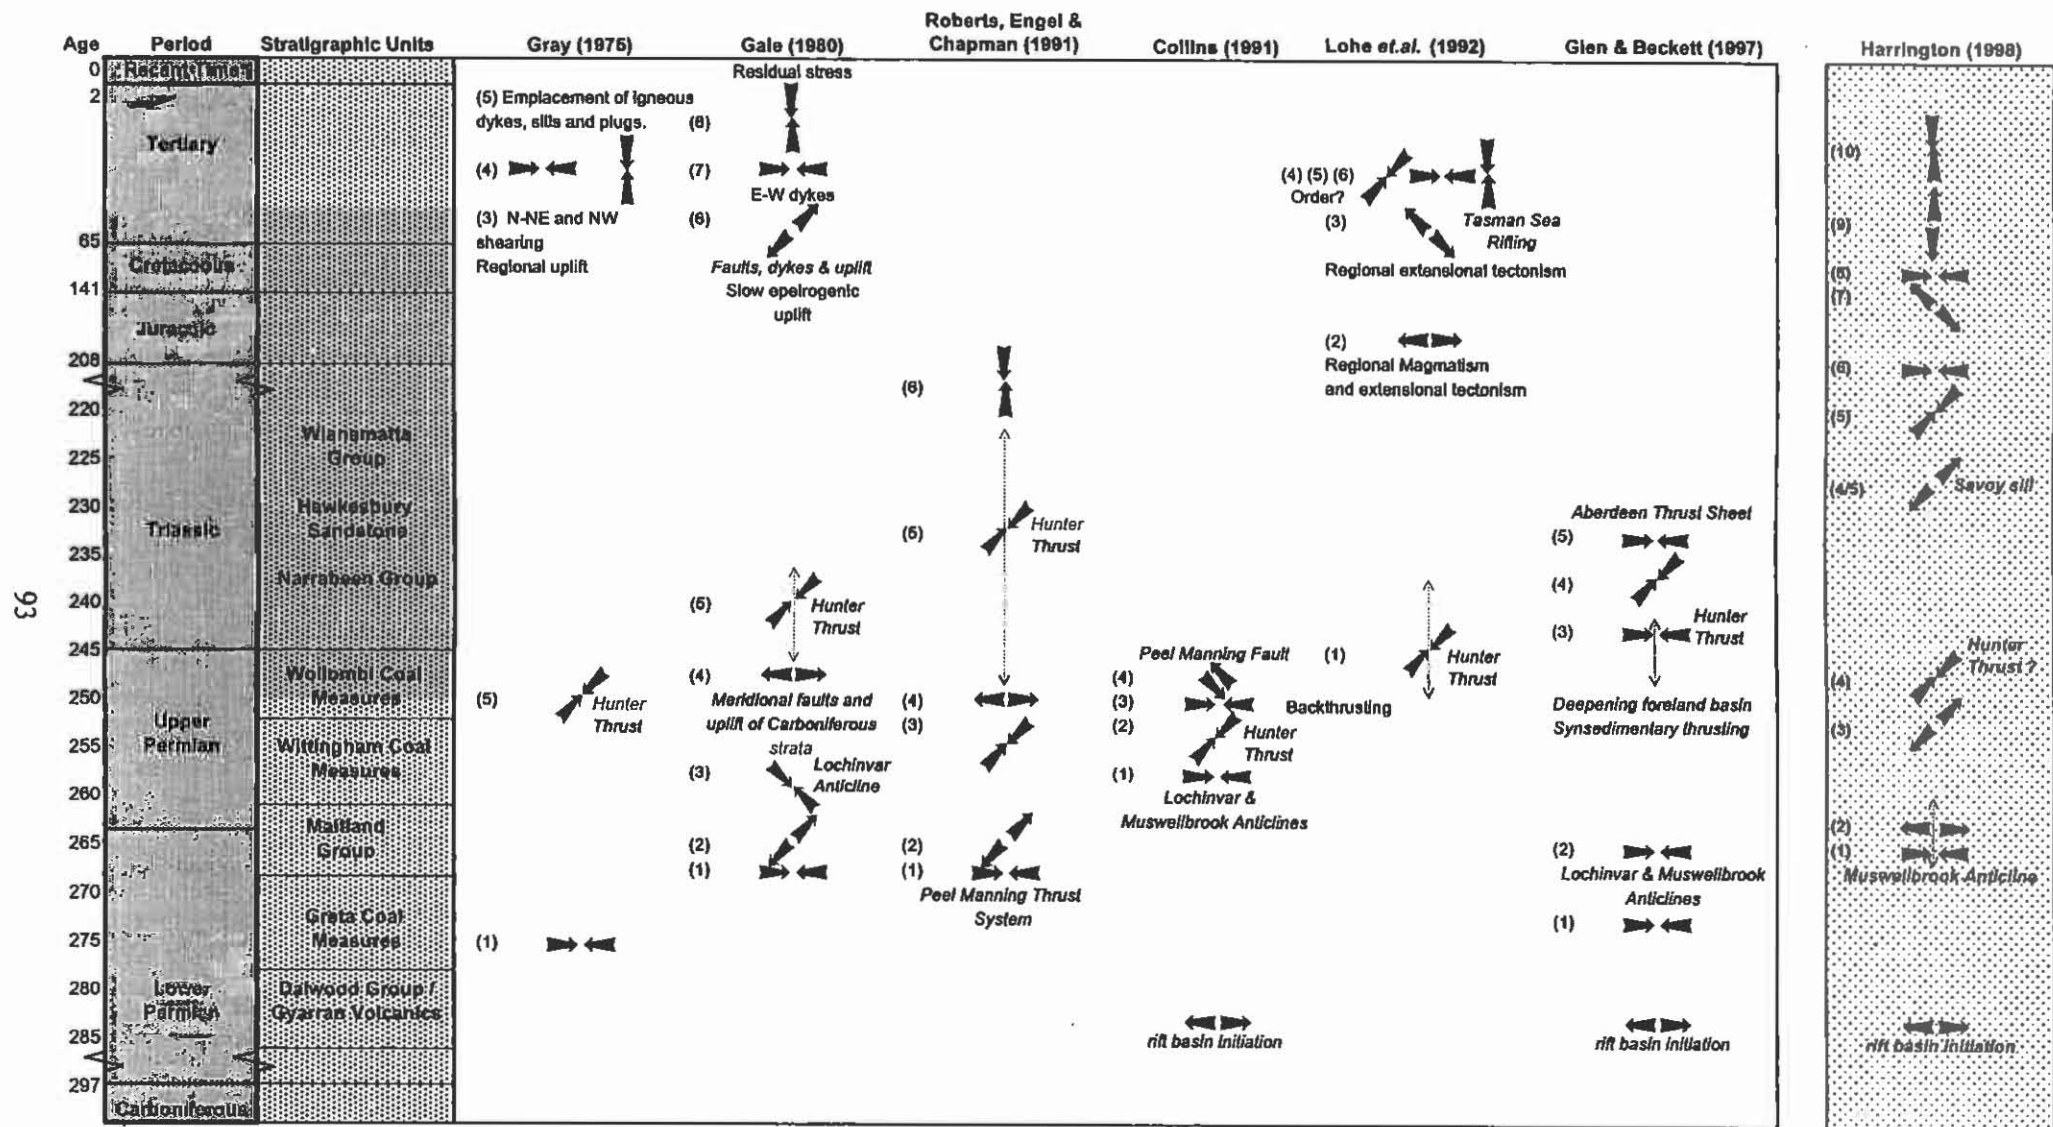 Roberts, Engel &
Age Period Stratigraphic Units Gray (1975) Gale (1980) Chapman (1991) Collins (1991) Lohe et.al. (1992) Glen & Beckett (1997) Harrington (1998)
0
2
65
141
208
220
225
230
235
240
245
250
255
260
265
270
275
280
285
297
Recent Time
Tertiary
Cretaceous
Jurassic
Triassic
Upper
Permian
Lower
Permian
Carboniferous
Wianamatta
Group
Hawkesbury
Sandstone
Narrabeen Group
Wollombi Coal
Measures
Wittingham Coal
Measures
Maitland
Group
Greta Coal
Measures
Dalwood Group /
Gyarran Volcanics
(5) Emplacement of igneous
dykes, sills and plugs.
(4)
(3) N-NE and NW
shearing
Regional uplift
(5)
Hunter
Thrust
(1)
Residual stress
(8)
(7)
E-W dykes
(6)
Faults, dykes & uplift
Slow epeirogenic
uplift
(5)
Hunter
Thrust
(4)
Meridional faults and
uplift of Carboniferous
strata
(3)
Lochinvar
Anticline
(2)
(1)
(6)
(5)
Hunter
Thrust
(4)
(3)
(2)
(1)
Peel Manning Thrust
System
Peel Manning Fault
(4)
(3)
Backthrusting
(2)
Hunter
Thrust
(1)
Lochinvar &
Muswellbrook Anticlines
rift basin initiation
(4) (5) (6)
Order?
(3)
Tasman Sea
Rifting
Regional extensional tectonism
(2)
Regional Magmatism
and extensional tectonism
(1)
Hunter
Thrust
Aberdeen Thrust Sheet
(5)
(4)
(3)
Hunter
Thrust
Deepening foreland basin
Synsedimentary thrusting
(2)
Lochinvar & Muswellbrook
Anticlines
(1)
rift basin initiation
(10)
(9)
(8)
(7)
(6)
(5)
(4/5)
Savoy sill
Hunter
Thrust ?
(4)
(3)
(2)
(1)
Muswellbrook Anticline
rift basin initiation
93